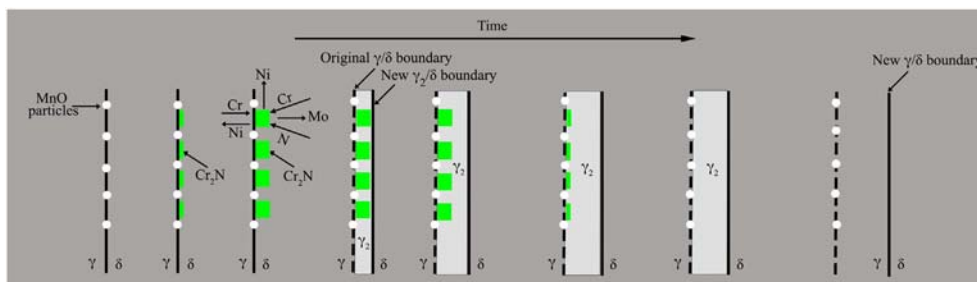 Time
Original γ/δ boundary
New γ₂/δ boundary
New γ/δ boundary
MnO
particles
Ni
Cr
Cr
Mo
Ni
N
Cr₂N
Cr₂N
γ₂
γ₂
γ₂
γ₂
γ δ
γ δ
γ δ
γ δ
γ δ
γ δ
γ δ
γ δ